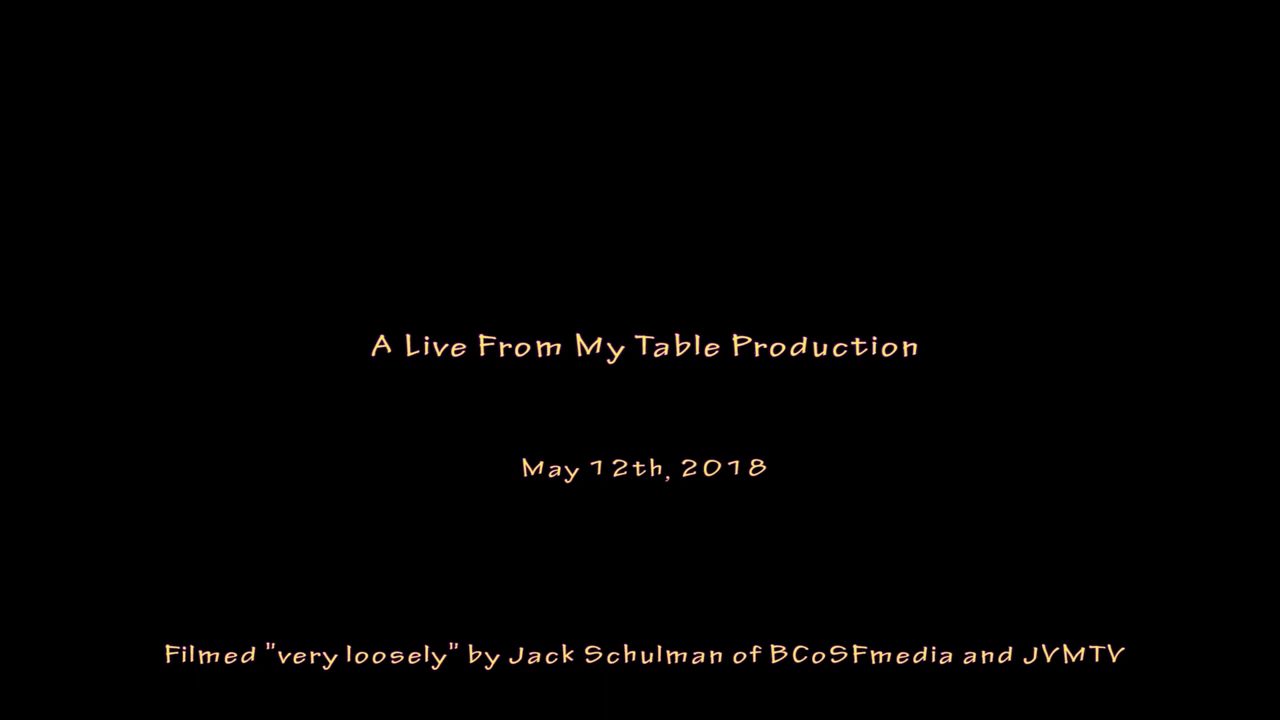 A Live From My Table Production
May 12th, 2018
Filmed "very loosely" by Jack Schulman of BCoSFmedia and JVMTV